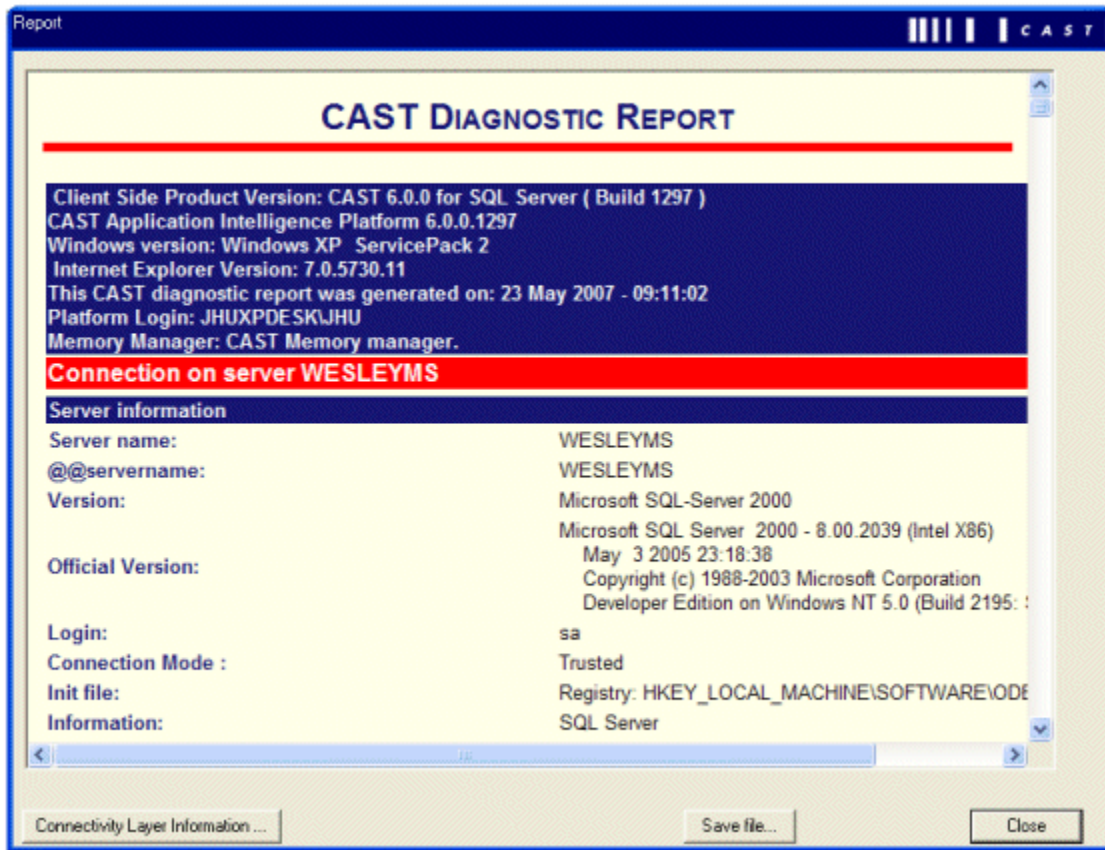 Report
CAST
CAST DIAGNOSTIC REPORT
Client Side Product Version: CAST 6.0.0 for SQL Server ( Build 1297 )
CAST Application Intelligence Platform 6.0.0.1297
Windows version: Windows XP ServicePack 2
Internet Explorer Version: 7.0.5730.11
This CAST diagnostic report was generated on: 23 May 2007 - 09:11:02
Platform Login: JHUXPDESK\JHU
Memory Manager: CAST Memory manager.
Connection on server WESLEYMS
Server information
Server name: WESLEYMS
@@servername: WESLEYMS
Version: Microsoft SQL-Server 2000
Official Version: Microsoft SQL Server 2000 - 8.00.2039 (Intel X86)
May 3 2005 23:18:38
Copyright (c) 1988-2003 Microsoft Corporation
Developer Edition on Windows NT 5.0 (Build 2195:
Login: sa
Connection Mode : Trusted
Init file: Registry: HKEY_LOCAL_MACHINE\SOFTWARE\ODB
Information: SQL Server
Connectivity Layer Information ...
Save file...
Close